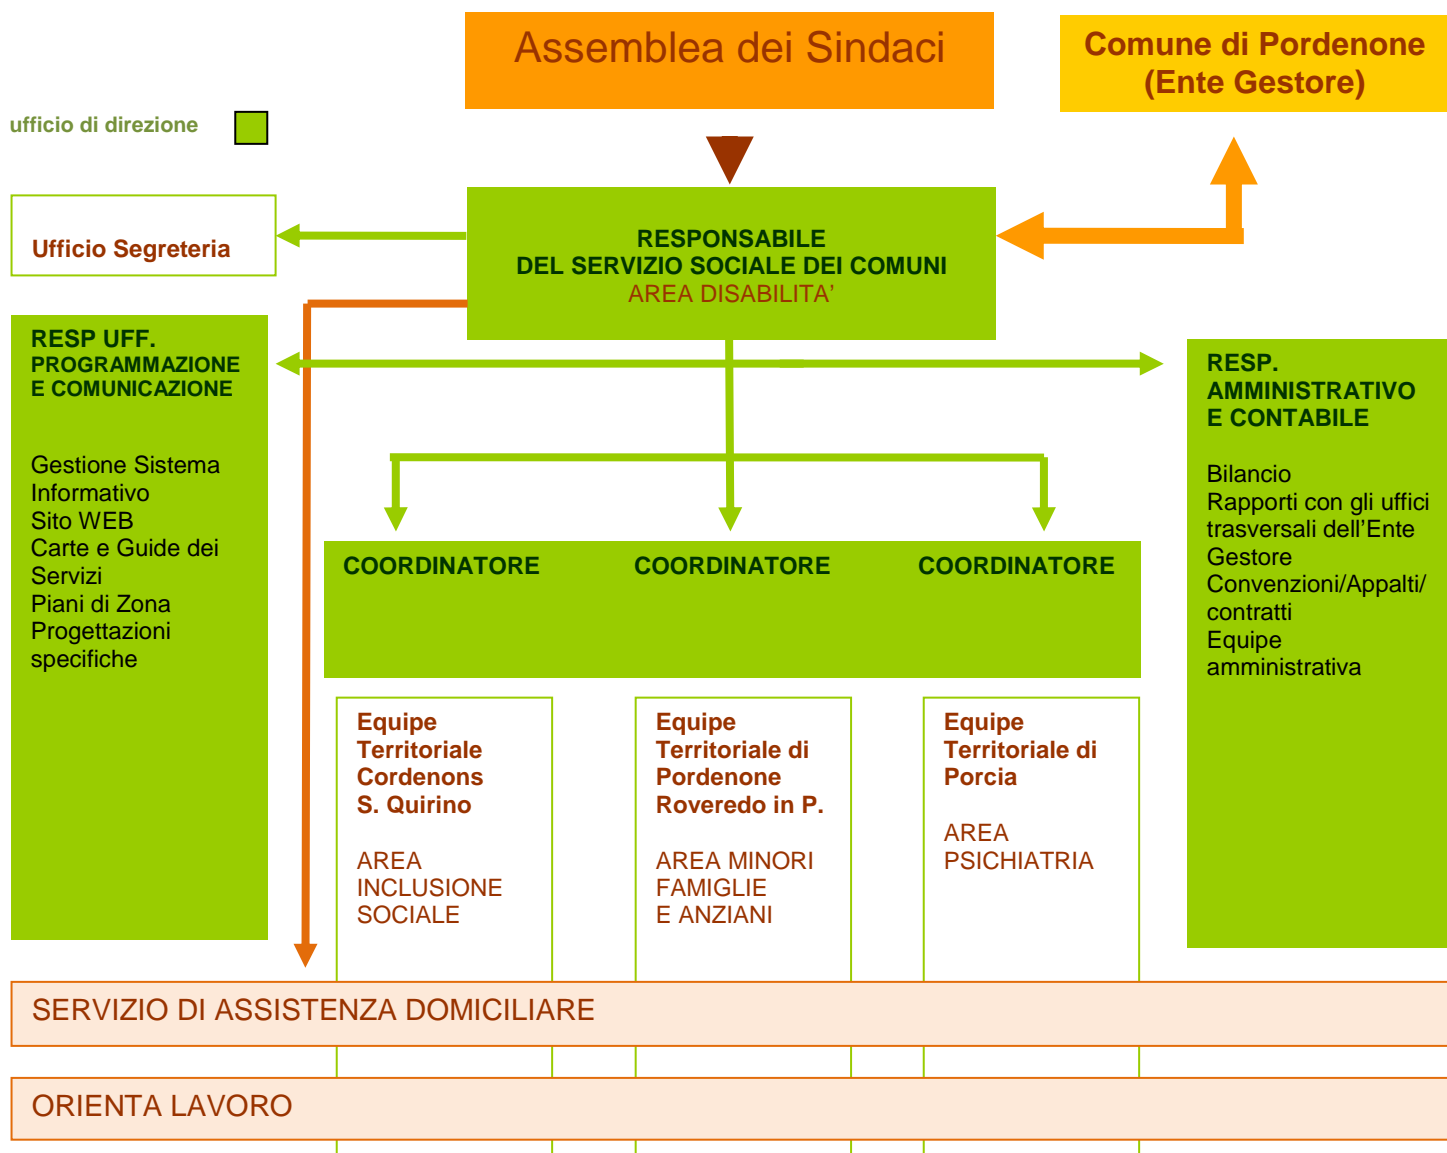 Assemblea dei Sindaci
Comune di Pordenone
(Ente Gestore)
ufficio di direzione
Ufficio Segreteria
RESPONSABILE
DEL SERVIZIO SOCIALE DEI COMUNI
AREA DISABILITA’
RESP UFF.
PROGRAMMAZIONE
E COMUNICAZIONE
Gestione Sistema
Informativo
Sito WEB
Carte e Guide dei
Servizi
Piani di Zona
Progettazioni
specifiche
RESP.
AMMINISTRATIVO
E CONTABILE
Bilancio
Rapporti con gli uffici
trasversali dell’Ente
Gestore
Convenzioni/Appalti/
contratti
Equipe
amministrativa
COORDINATORE
COORDINATORE
COORDINATORE
Equipe
Territoriale
Cordenons
S. Quirino
AREA
INCLUSIONE
SOCIALE
Equipe
Territoriale di
Pordenone
Roveredo in P.
AREA MINORI
FAMIGLIE
E ANZIANI
Equipe
Territoriale di
Porcia
AREA
PSICHIATRIA
SERVIZIO DI ASSISTENZA DOMICILIARE
ORIENTA LAVORO